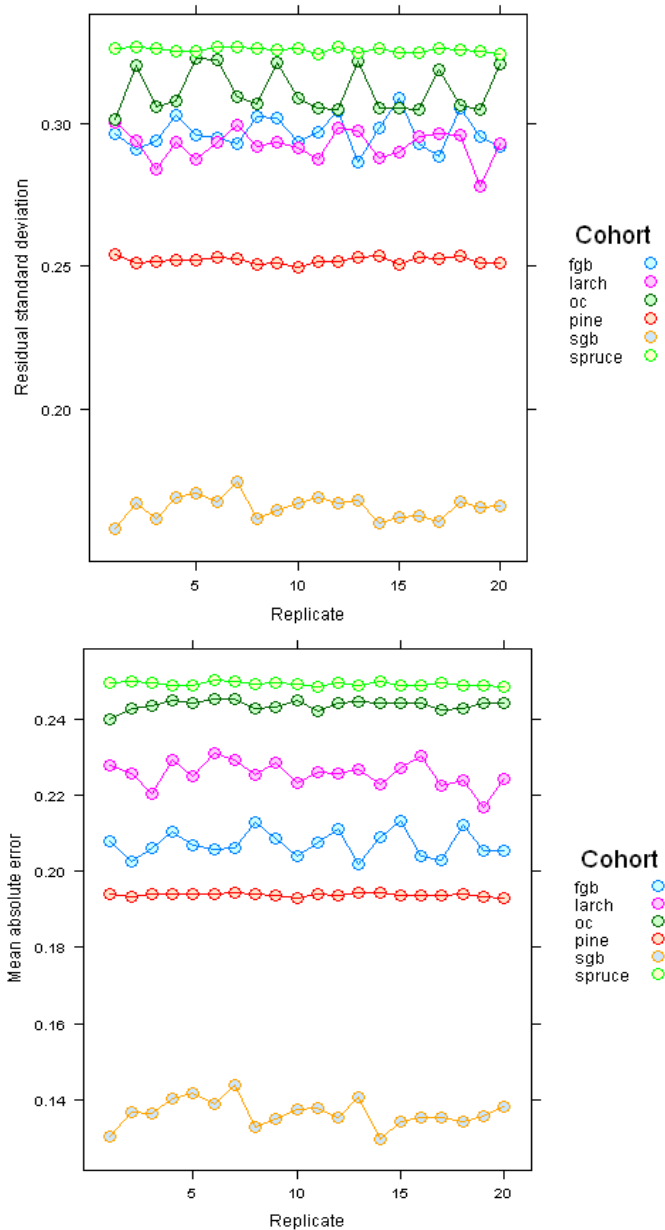 0.30
0.25
0.20
Residual standard deviation
5
10
15
20
Replicate
Cohort
fgb
larch
oc
pine
sgb
spruce
0.24
0.22
0.20
0.18
0.16
0.14
Mean absolute error
5
10
15
20
Replicate
Cohort
fgb
larch
oc
pine
sgb
spruce